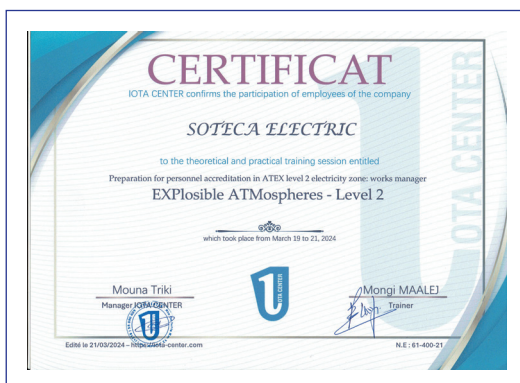 CERTIFICAT
IOTA CENTER confirms the participation of employees of the company
SOTECA ELECTRIC
to the theoretical and practical training session entitled
Preparation for personnel accreditation in ATEX level 2 electricity zone: works manager
EXPlosible ATMospheres - Level 2
which took place from March 19 to 21, 2024
Mouna Triki
Manager IOTA CENTER
IOTA CENTER
Mongi MAALEJ
Trainer
Edité le 21/03/2024 – https://iota-center.com
N.E : 61-400-21
IOTA CENTER